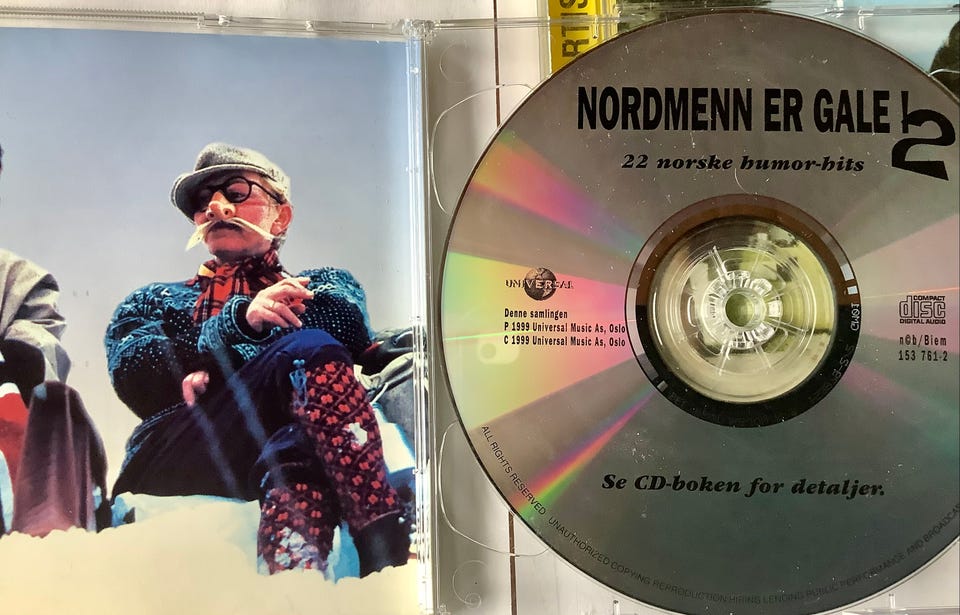 RTIS
NORDMENN ER GALE! 2
22 norske humor-hits
UNIVERSAL
Denne samlingen
P 1999 Universal Music As, Oslo
C 1999 Universal Music As, Oslo
COMPACT
disc
DIGITAL AUDIO
n©b/Biem
153 761-2
Se CD-boken for detaljer.
ALL RIGHTS RESERVED UNAUTHORIZED COPYING REPRODUCTION HIRING LENDING PUBLIC PERFORMANCE AND BROADCAS